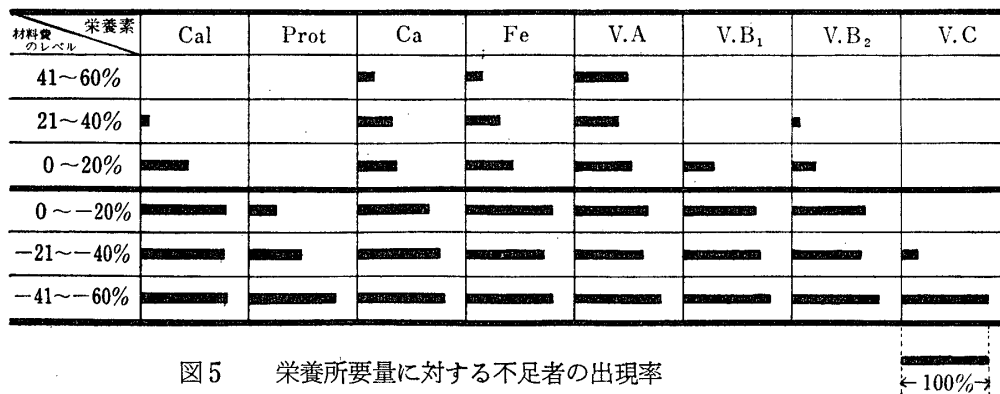 栄養素
材料費
のレベル
Cal Prot Ca Fe V.A V.B₁ V.B₂ V.C
41～60%
21～40%
0～20%
0～−20%
−21～−40%
−41～−60%
図5 栄養所要量に対する不足者の出現率
←100%→